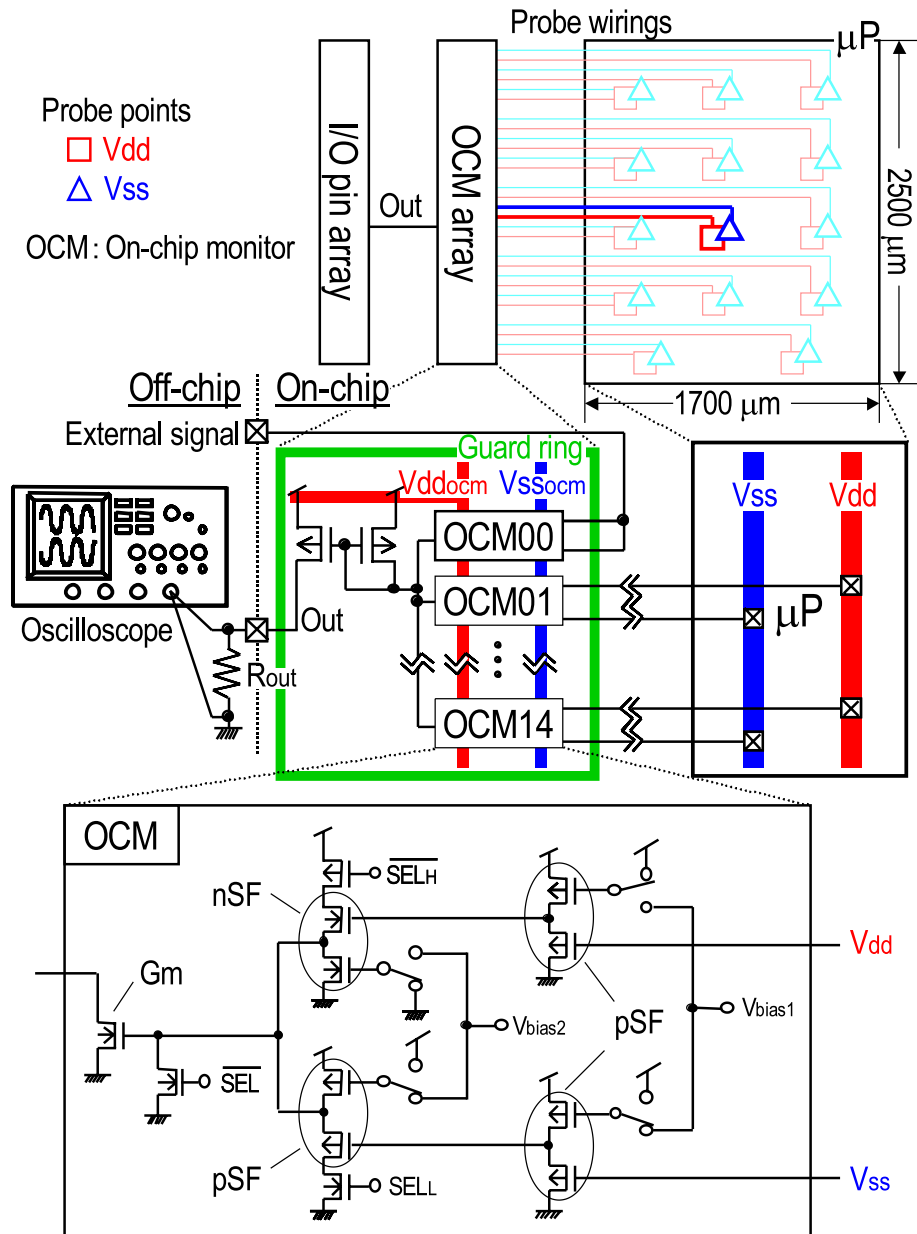 Probe wirings
μP
Probe points
Vdd
Vss
OCM : On-chip monitor
I/O pin array
Out
OCM array
2500 μm
1700 μm
Off-chip
On-chip
External signal
Guard ring
Vddocm
Vssocm
Vss
Vdd
OCM00
OCM01
μP
Oscilloscope
Out
Rout
OCM14
OCM
SELH
nSF
Vdd
Gm
Vbias2
pSF
Vbias1
SEL
pSF
SELL
Vss